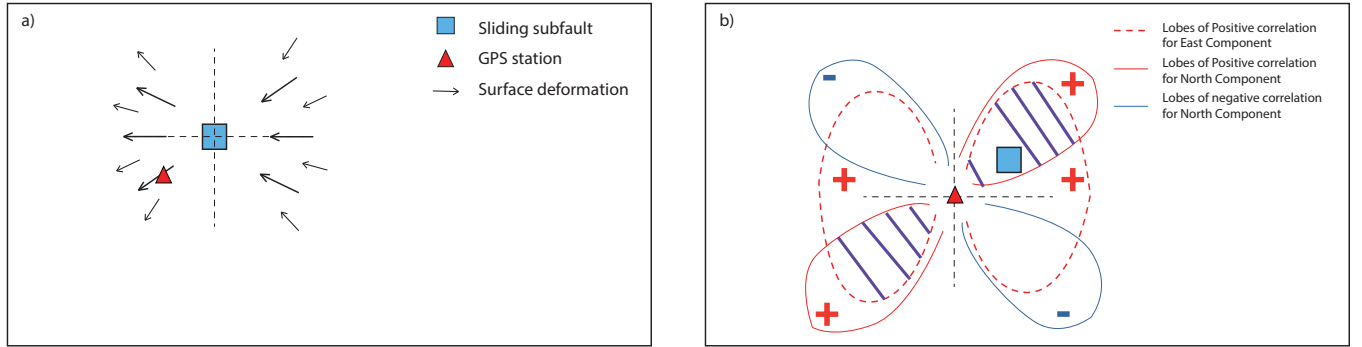 a)
Sliding subfault
GPS station
Surface deformation
b)
Lobes of Positive correlation
for East Component
Lobes of Positive correlation
for North Component
Lobes of negative correlation
for North Component
-
+
+
+
+
-